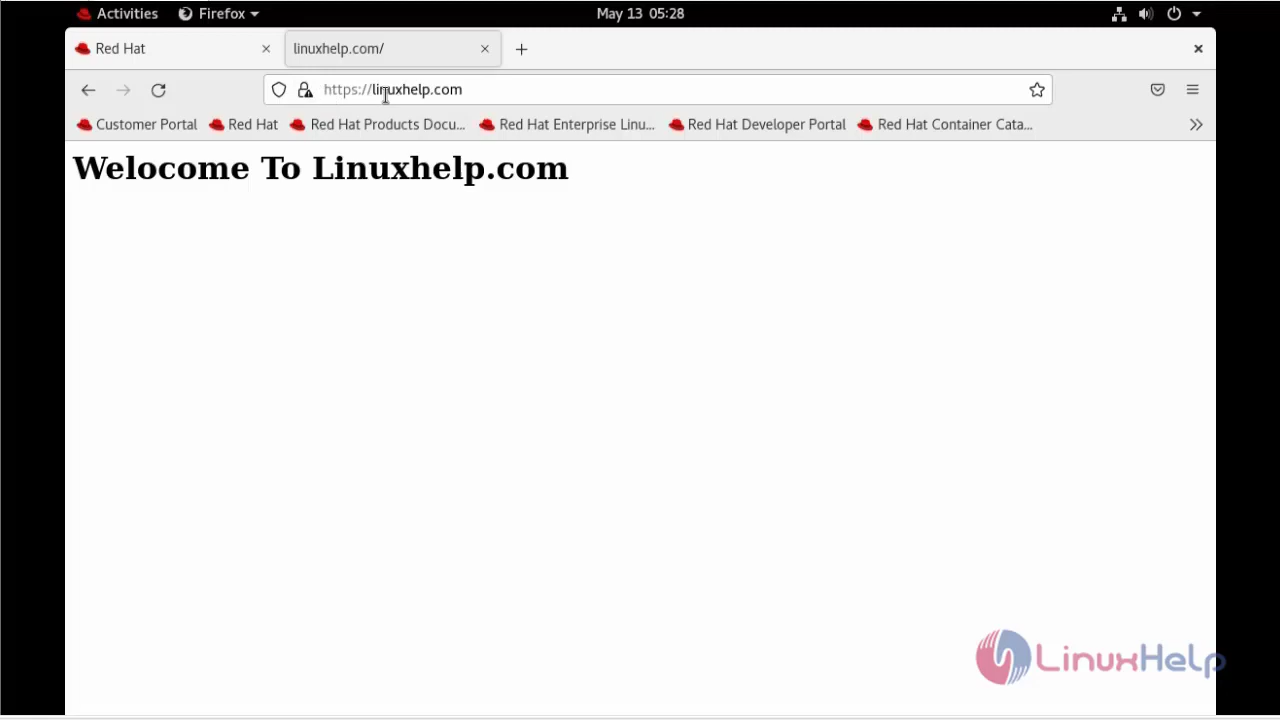 Activities Firefox May 13 05:28
Red Hat linuxhelp.com/
https://linuxhelp.com
Customer Portal Red Hat Red Hat Products Docu... Red Hat Enterprise Linu... Red Hat Developer Portal Red Hat Container Cata...
Welocome To Linuxhelp.com
LinuxHelp